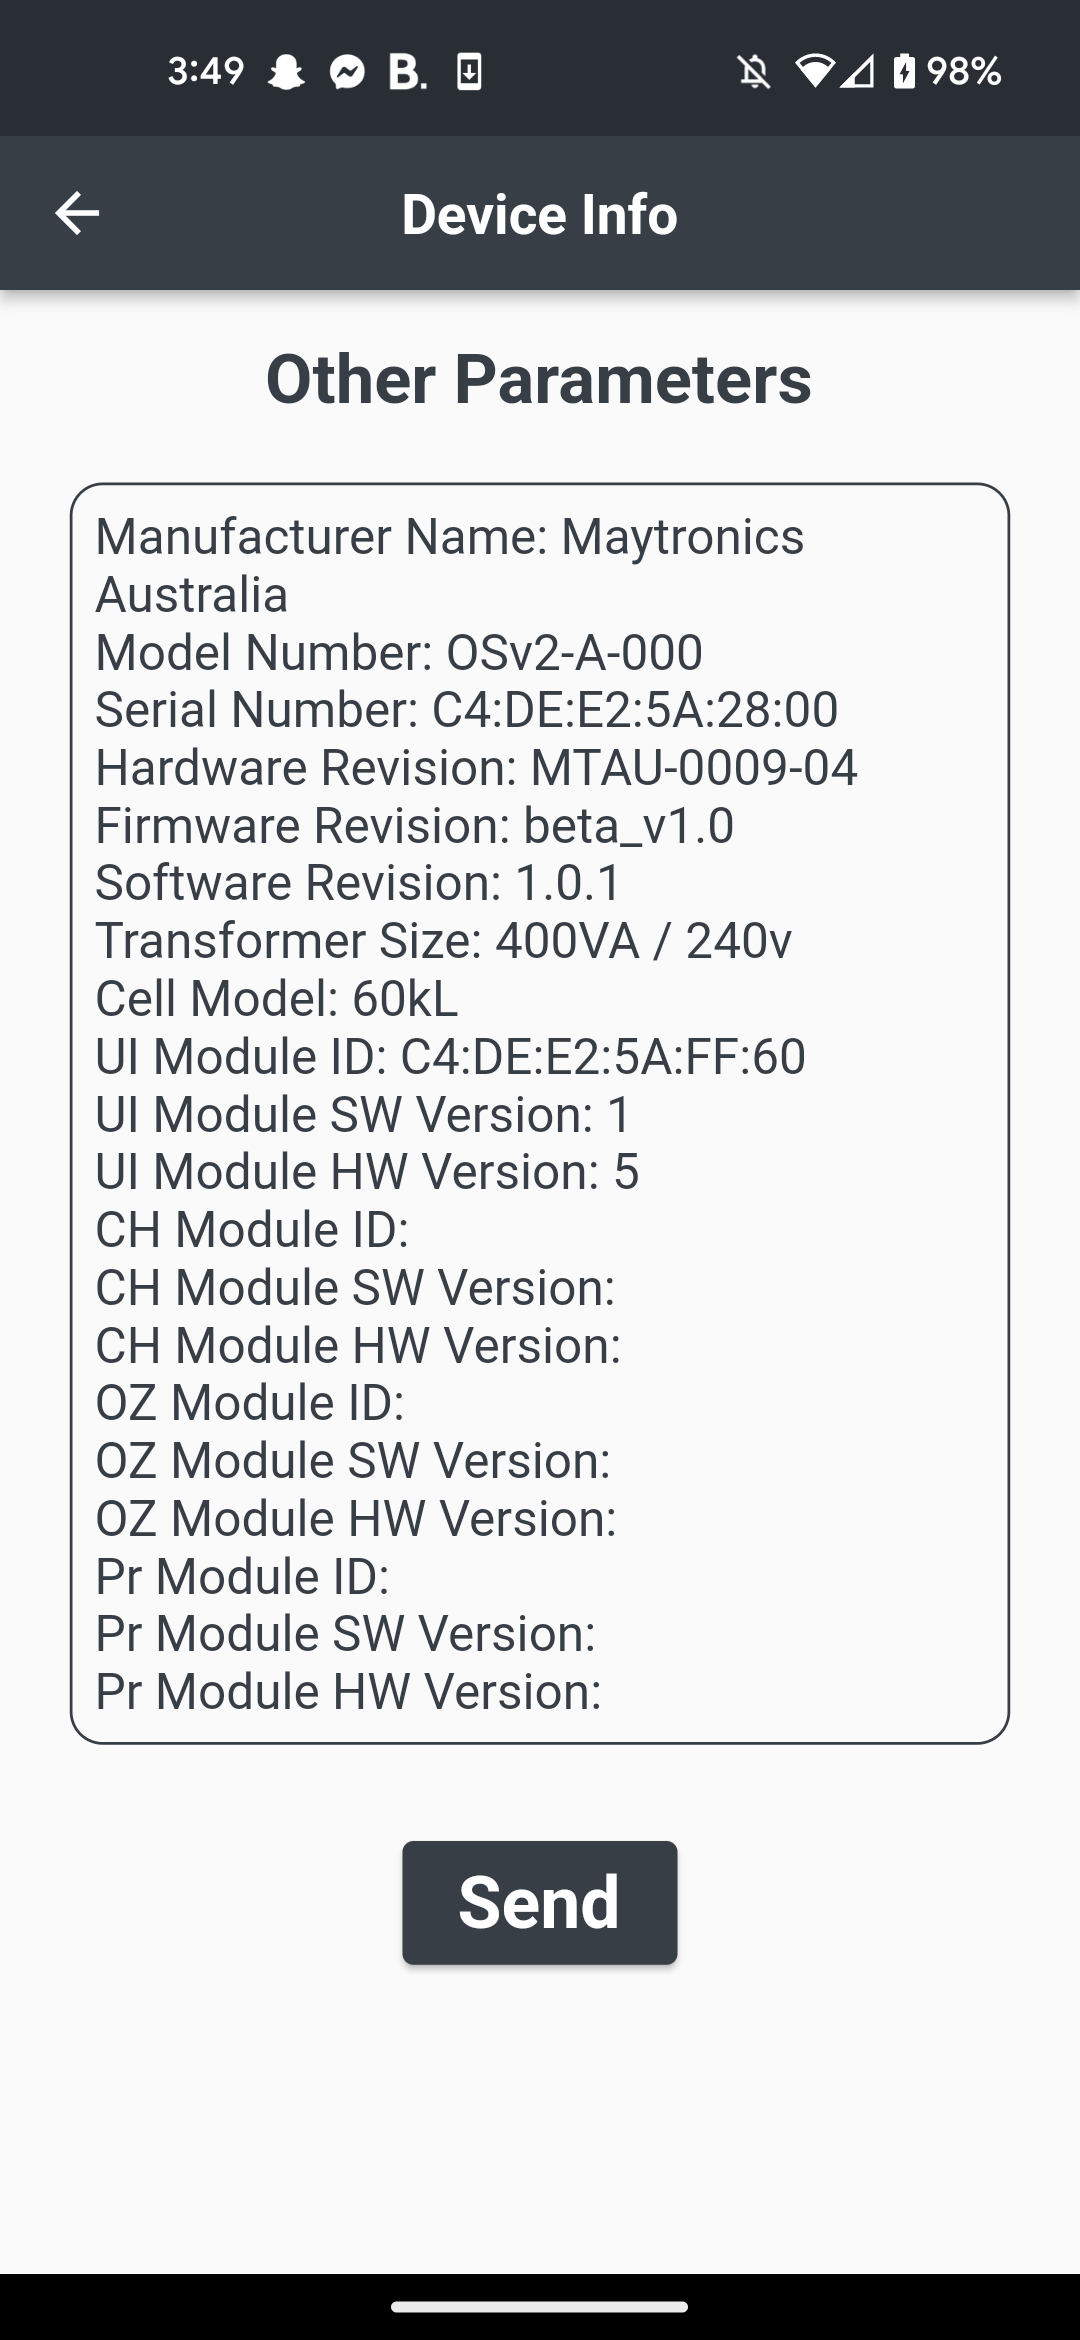 3:49 B. 98%
Device Info
Other Parameters
Manufacturer Name: Maytronics
Australia
Model Number: OSv2-A-000
Serial Number: C4:DE:E2:5A:28:00
Hardware Revision: MTAU-0009-04
Firmware Revision: beta_v1.0
Software Revision: 1.0.1
Transformer Size: 400VA / 240v
Cell Model: 60kL
UI Module ID: C4:DE:E2:5A:FF:60
UI Module SW Version: 1
UI Module HW Version: 5
CH Module ID:
CH Module SW Version:
CH Module HW Version:
OZ Module ID:
OZ Module SW Version:
OZ Module HW Version:
Pr Module ID:
Pr Module SW Version:
Pr Module HW Version:
Send